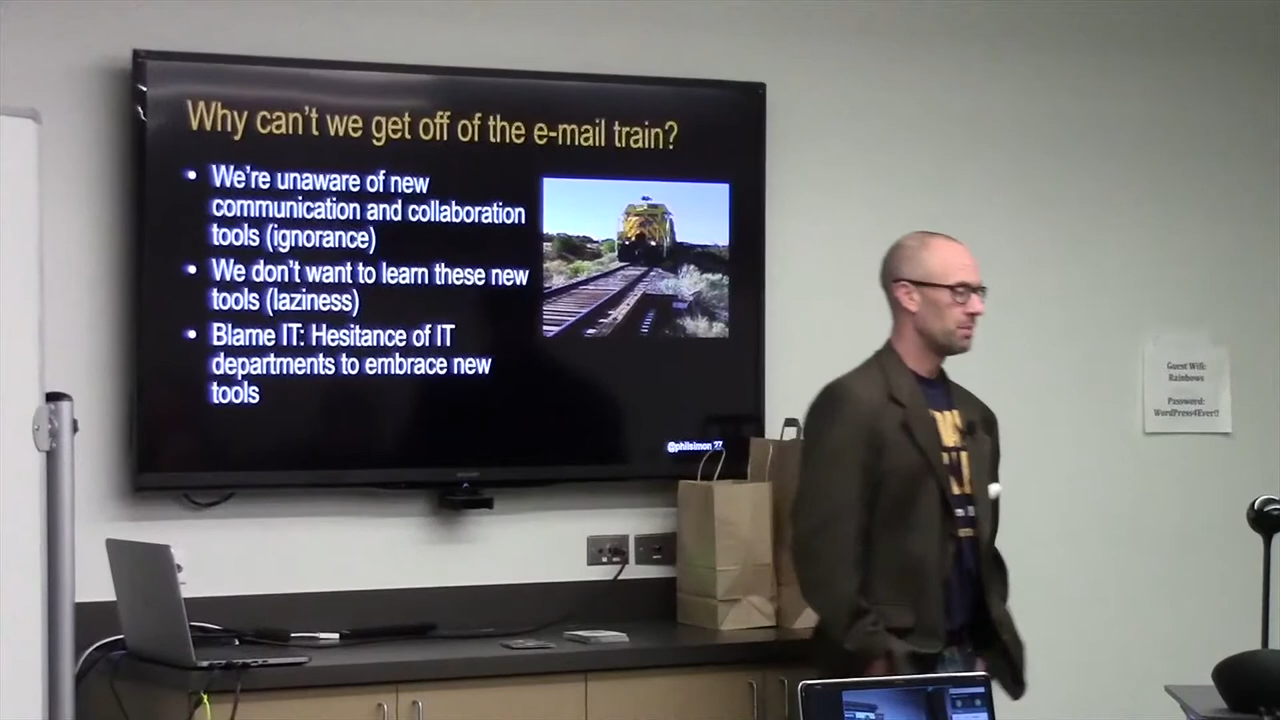 Why can't we get off of the e-mail train?
• We're unaware of new
communication and collaboration
tools (ignorance)
• We don't want to learn these new
tools (laziness)
• Blame IT: Hesitance of IT
departments to embrace new
tools
@philsimon 27
Guest Wifi:
Rainbows
Password:
WordPress4Ever!!